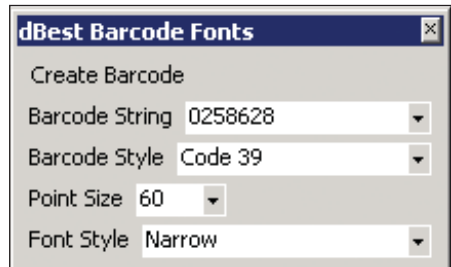 dBest Barcode Fonts
Create Barcode
Barcode String 0258628
Barcode Style Code 39
Point Size 60
Font Style Narrow